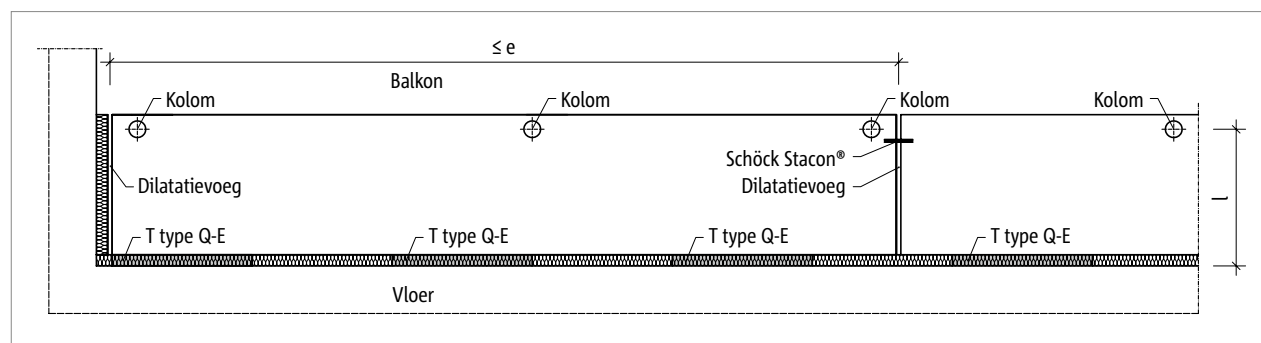 ≤ e
Balkon
Kolom
Kolom
Kolom
Kolom
Schöck Stacon®
Dilatatievoeg
Dilatatievoeg
l
T type Q-E
T type Q-E
T type Q-E
T type Q-E
Vloer